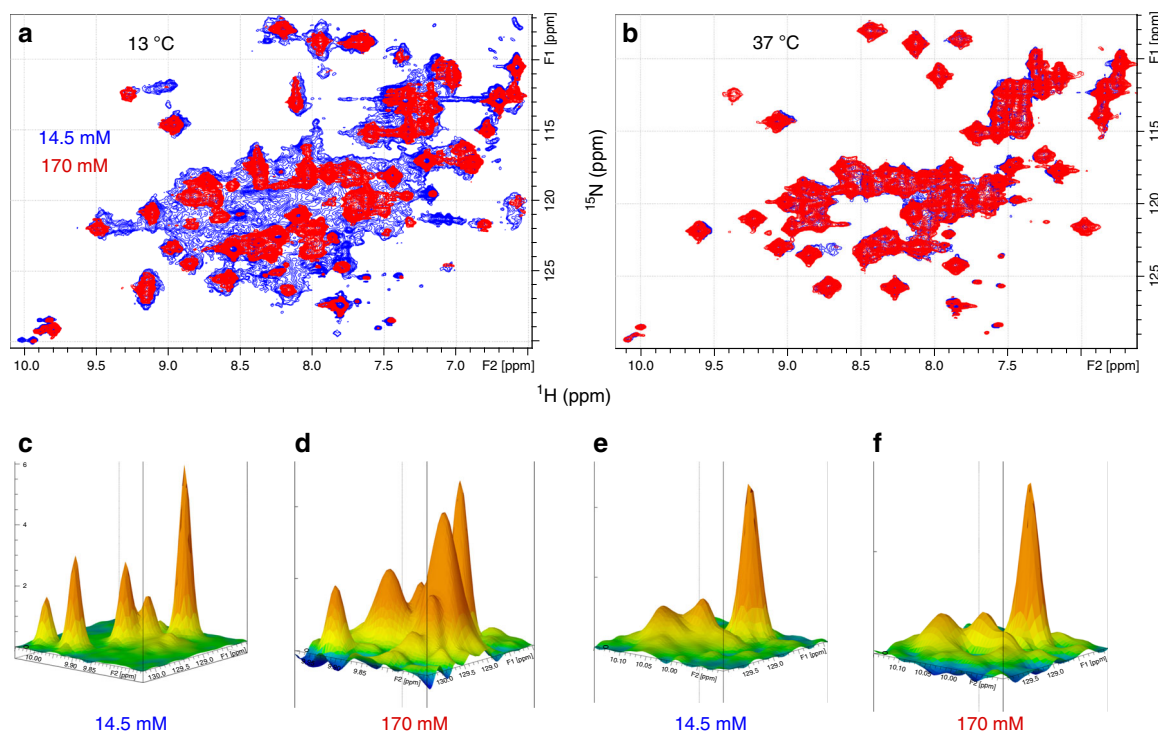 a
13 °C
14.5 mM
170 mM
F1 [ppm]
115
120
125
10.0 9.5 9.0 8.5 8.0 7.5 7.0 F2 [ppm]
b
37 °C
F1 [ppm]
115
120
125
¹⁵N (ppm)
10.0 9.5 9.0 8.5 8.0 7.5 F2 [ppm]
¹H (ppm)
c
6
4
2
0
10.00 9.90 9.85 F2 [ppm] 130.0 129.5 129.0 F1 [ppm]
14.5 mM
d
9.85 F2 [ppm] 130.0 129.5 129.0 F1 [ppm]
170 mM
e
10.10 10.05 10.00 F2 [ppm] 129.5 129.0 F1 [ppm]
14.5 mM
f
10.10 10.05 10.00 F2 [ppm] 129.5 129.0 F1 [ppm]
170 mM